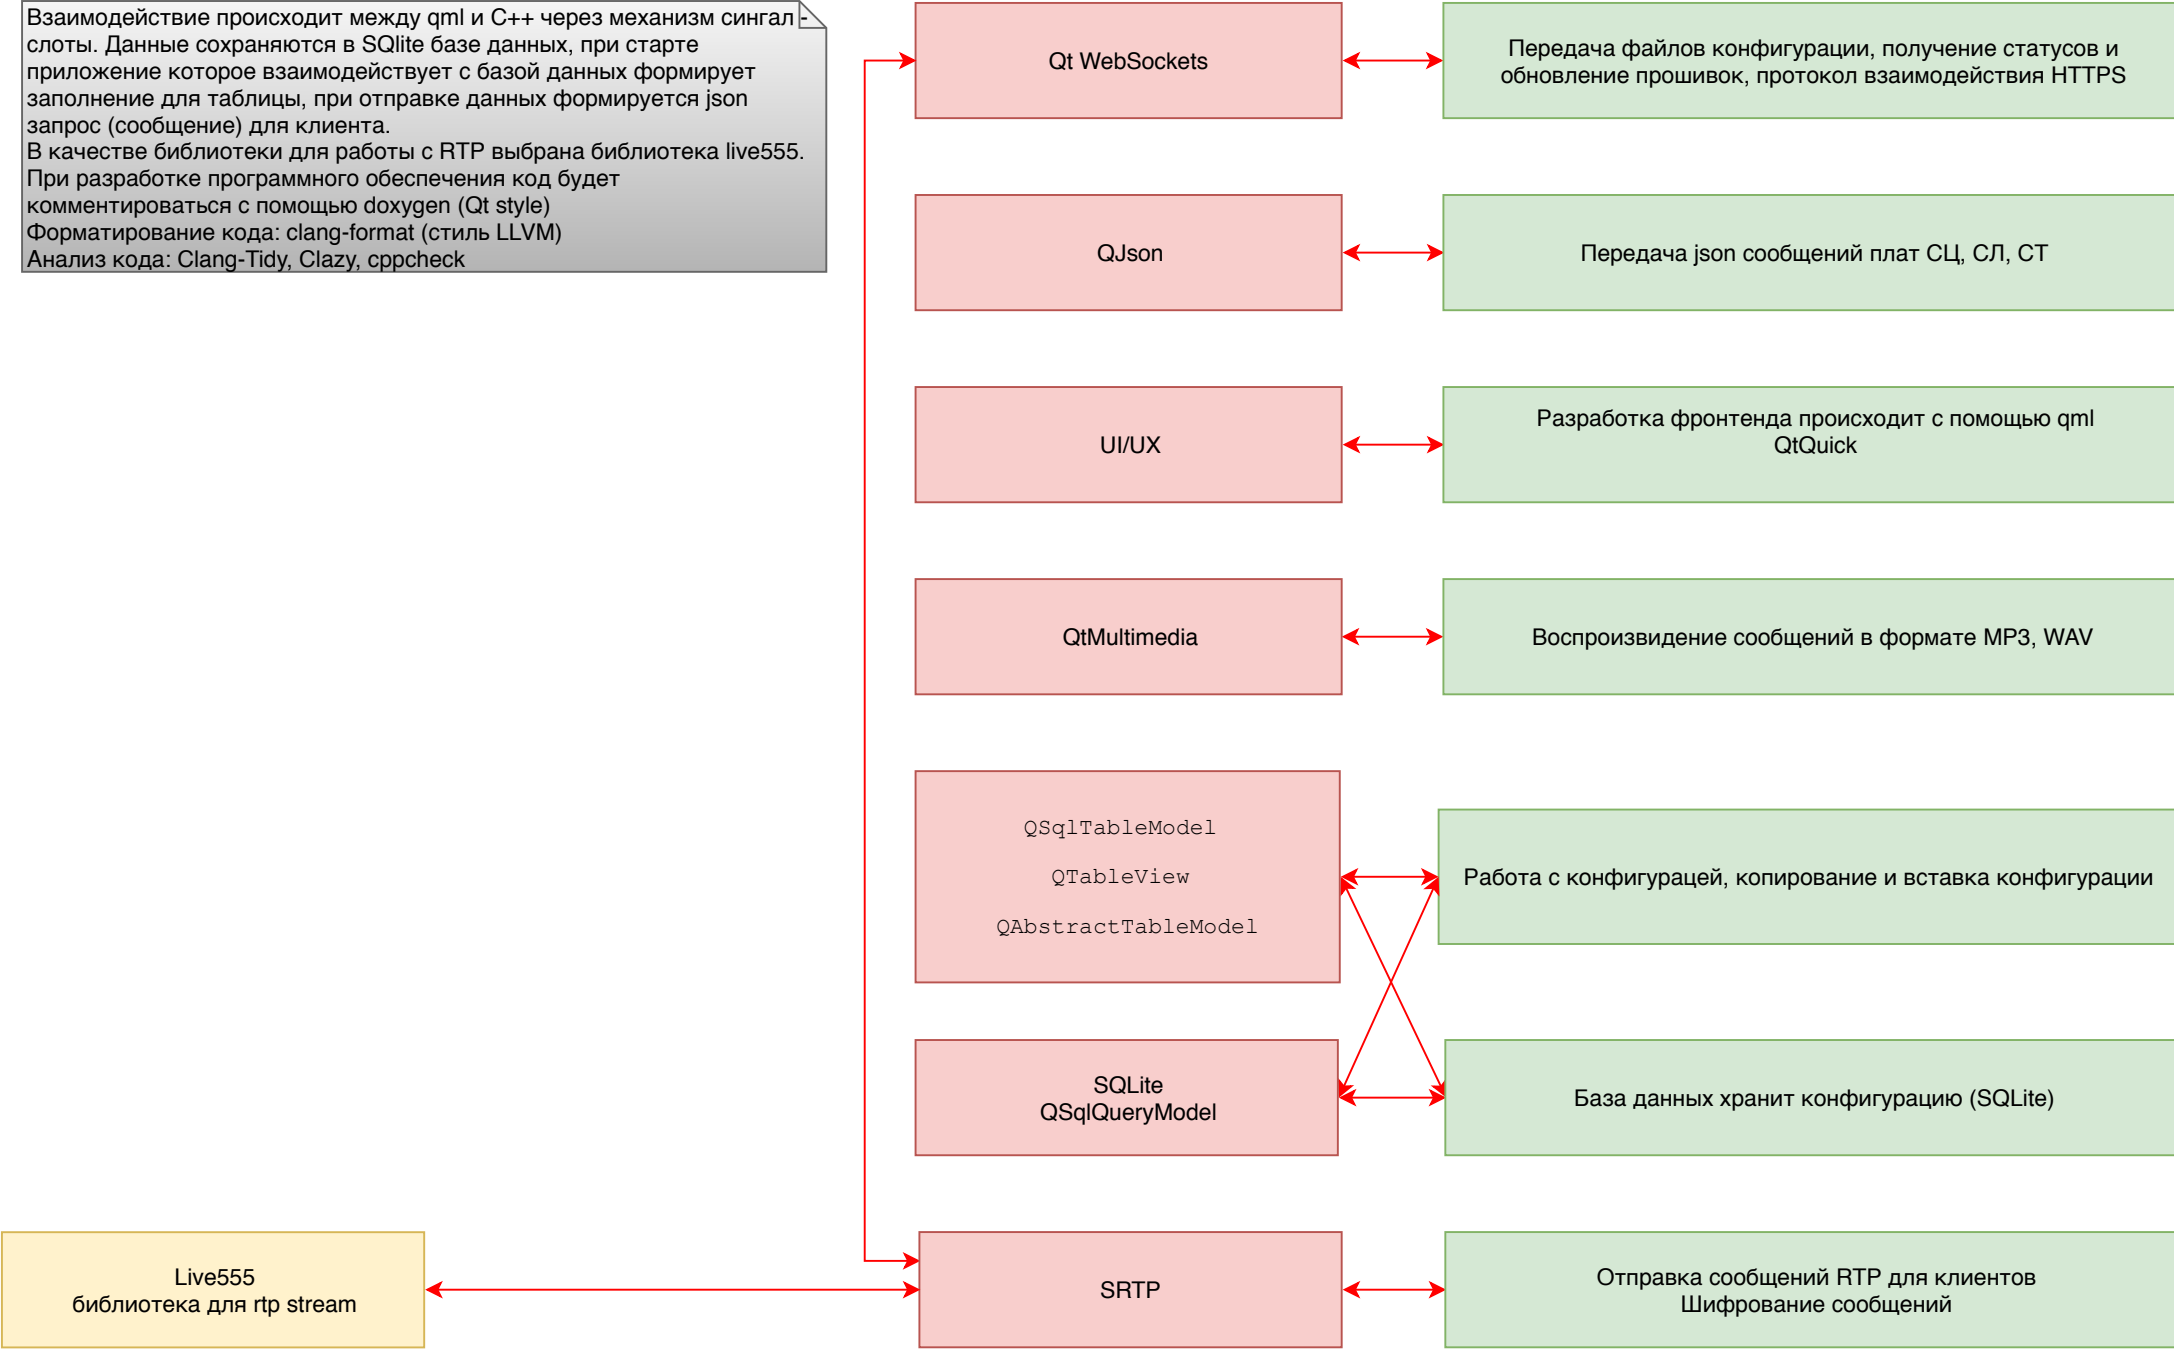 Взаимодействие происходит между qml и C++ через механизм сингал -
слоты. Данные сохраняются в SQlite базе данных, при старте
приложение которое взаимодействует с базой данных формирует
заполнение для таблицы, при отправке данных формируется json
запрос (сообщение) для клиента.
В качестве библиотеки для работы с RTP выбрана библиотека live555.
При разработке программного обеспечения код будет
комментироваться с помощью doxygen (Qt style)
Форматирование кода: clang-format (стиль LLVM)
Анализ кода: Clang-Tidy, Clazy, cppcheck
Qt WebSockets
Передача файлов конфигурации, получение статусов и
обновление прошивок, протокол взаимодействия HTTPS
QJson
Передача json сообщений плат СЦ, СЛ, СТ
UI/UX
Разработка фронтенда происходит с помощью qml
QtQuick
QtMultimedia
Воспроизвидение сообщений в формате MP3, WAV
QSqlTableModel
QTableView
QAbstractTableModel
Работа с конфигурацей, копирование и вставка конфигурации
SQLite
QSqlQueryModel
База данных хранит конфигурацию (SQLite)
Live555
библиотека для rtp stream
SRTP
Отправка сообщений RTP для клиентов
Шифрование сообщений